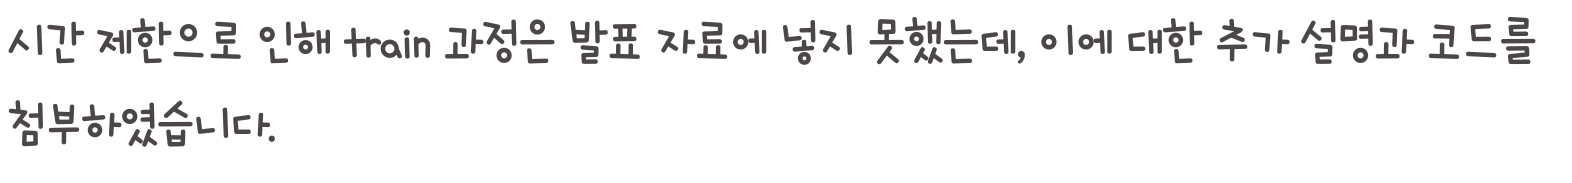 시간 제한으로 인해 train 과정은 발표 자료에 넣지 못했는데, 이에 대한 추가 설명과 코드를
첨부하였습니다.